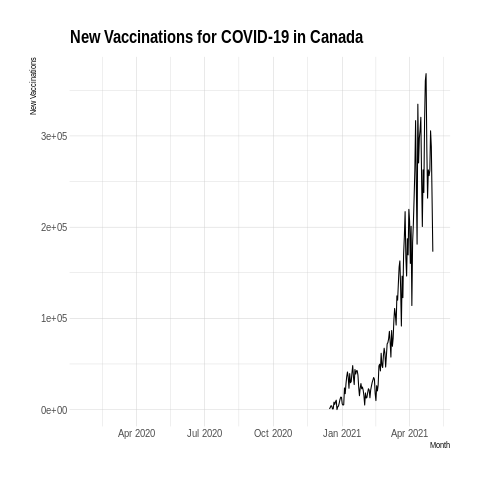 New Vaccinations for COVID-19 in Canada
New Vaccinations
3e+05
2e+05
1e+05
0e+00
Apr 2020 Jul 2020 Oct 2020 Jan 2021 Apr 2021
Month